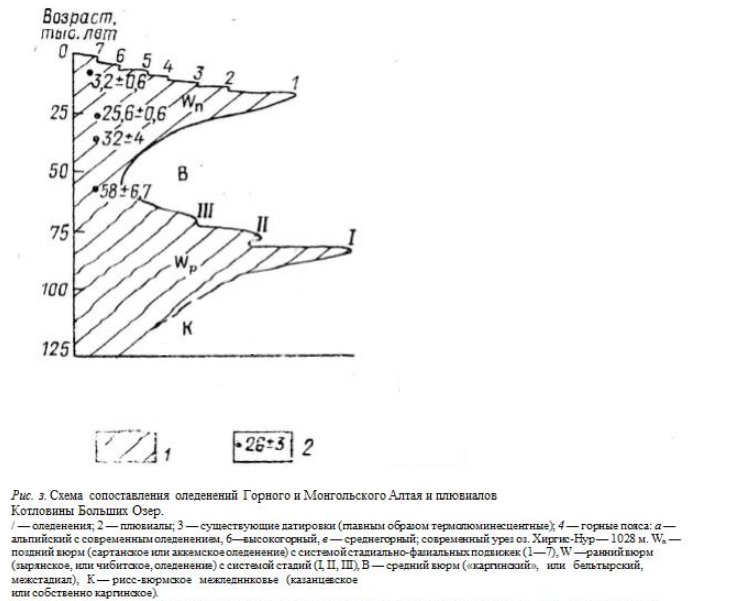 Возраст,
тыс. лет
0
7 6 5 4 3 2 1
3,2±0,6
Wп
25
25,6±0,6
32±4
50
В
58±6,7
III
75
II
I
Wр
100
К
125
1
26±3 2
Рис. 3. Схема сопоставления оледенений Горного и Монгольского Алтая и плювиалов
Котловины Больших Озер.
/ — оледенения; 2 — плювиалы; 3 — существующие датировки (главным образом термолюминесцентные); 4 — горные пояса: а —
альпийский с современным оледенением, 6—высокогорный, в — среднегорный; современный урез оз. Хиргис-Нур— 1028 м. Wн —
поздний вюрм (сартанское или аккемское оледенение) с системой стадиально-фазиальных подвижек (1—7), W —ранний вюрм
(зырянское, или чибитское, оледенение) с системой стадий (I, II, III), В — средний вюрм («каргинский», или бельтырский,
межстадиал), К — рисс-вюрмское межледннковье (казанцевское
или собственно каргинское).